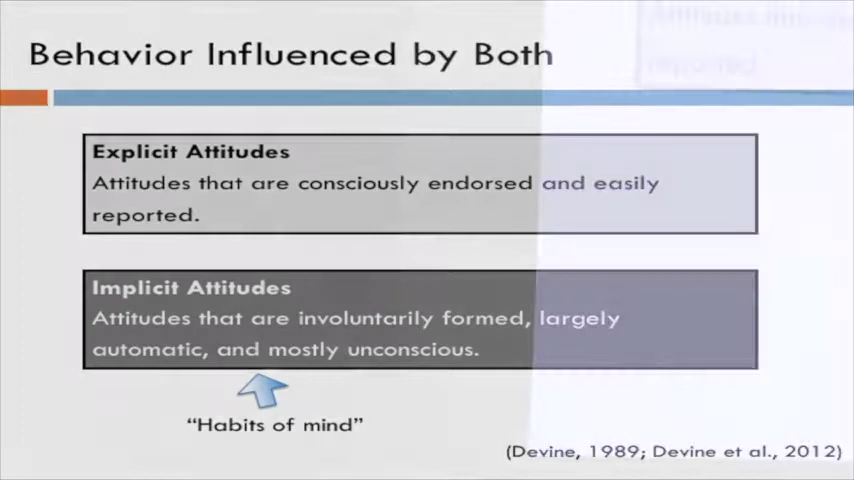 Behavior Influenced by Both
Explicit Attitudes
Attitudes that are consciously endorsed and easily
reported.
Implicit Attitudes
Attitudes that are involuntarily formed, largely
automatic, and mostly unconscious.
“Habits of mind”
(Devine, 1989; Devine et al., 2012)